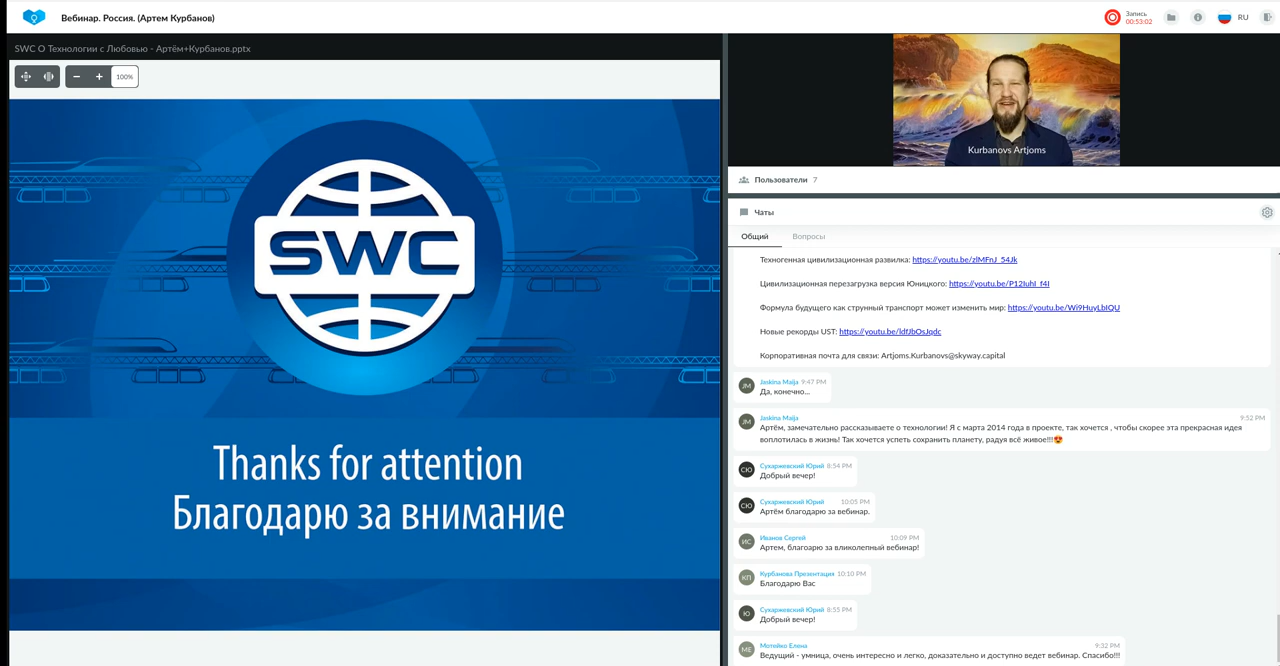 Вебинар. Россия. (Артем Курбанов)
Запись
00:53:02
RU
SWC О Технологии с Любовью - Артём+Курбанов.pptx
100%
SWC
Thanks for attention
Благодарю за внимание
Kurbanovs Artjoms
Пользователи 7
Чаты
Общий Вопросы
Техногенная цивилизационная развилка: https://youtu.be/zlMFnJ_54Jk
Цивилизационная перезагрузка версия Юницкого: https://youtu.be/P12IuhI_f4I
Формула будущего как струнный транспорт может изменить мир: https://youtu.be/Wi9HuyLbIQU
Новые рекорды UST: https://youtu.be/ldfJbOsJqdc
Корпоративная почта для связи: Artjoms.Kurbanovs@skyway.capital
JM Jaskina Maija 9:47 PM
Да, конечно...
JM Jaskina Maija 9:52 PM
Артём, замечательно рассказываете о технологии! Я с марта 2014 года в проекте, так хочется , чтобы скорее эта прекрасная идея
воплотилась в жизнь! Так хочется успеть сохранить планету, радуя всё живое!!!😍
СЮ Сухаржевский Юрий 8:54 PM
Добрый вечер!
СЮ Сухаржевский Юрий 10:05 PM
Артём благодарю за вебинар.
ИС Иванов Сергей 10:09 PM
Артем, благоарю за вликолепный вебинар!
КП Курбанова Презентация 10:10 PM
Благодарю Вас
Ю Сухаржевский Юрий 8:55 PM
Добрый вечер!
МЕ Мотейко Елена 9:32 PM
Ведущий - умница, очень интересно и легко, доказательно и доступно ведет вебинар. Спасибо!!!